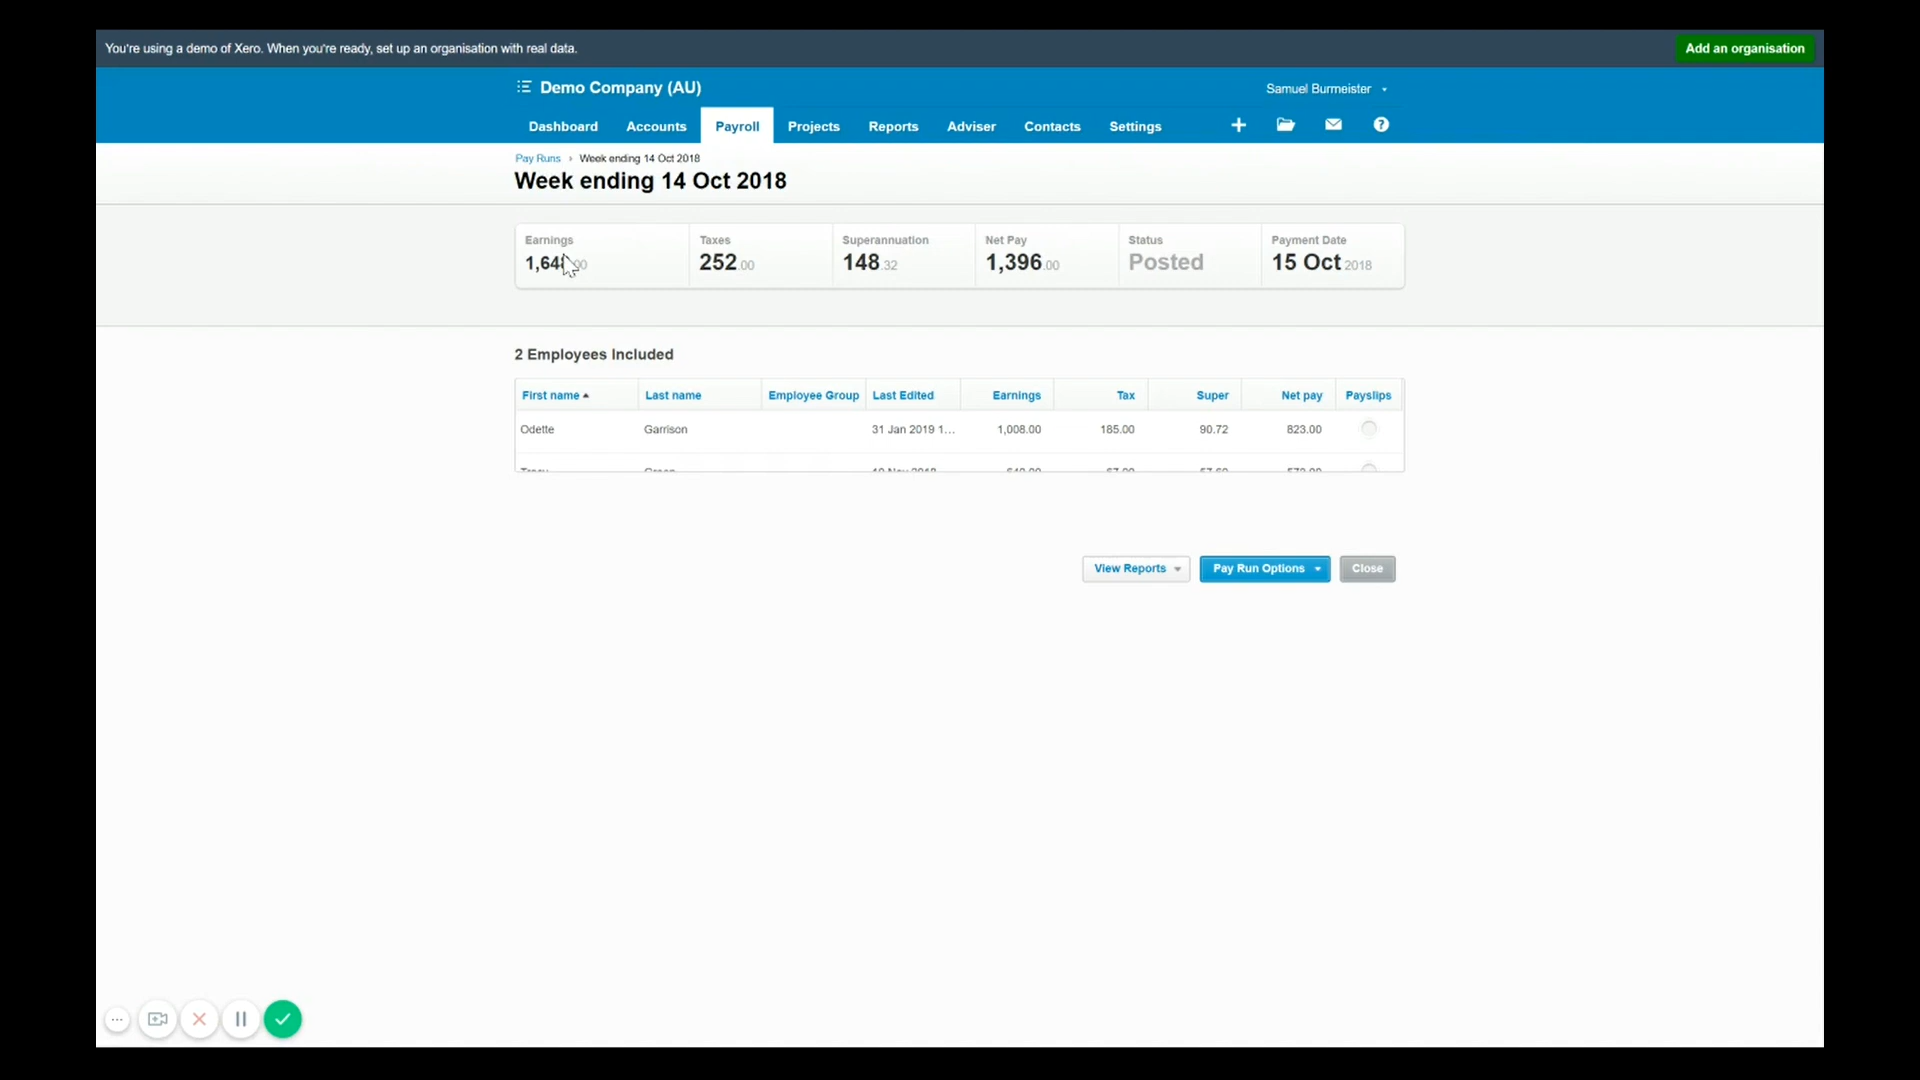 You're using a demo of Xero. When you're ready, set up an organisation with real data.
Add an organisation
Demo Company (AU)
Samuel Burmeister
Dashboard Accounts Payroll Projects Reports Adviser Contacts Settings
Pay Runs › Week ending 14 Oct 2018
Week ending 14 Oct 2018
Earnings Taxes Superannuation Net Pay Status Payment Date
1,648.00 252.00 148.32 1,396.00 Posted 15 Oct 2018
2 Employees Included
First name Last name Employee Group Last Edited Earnings Tax Super Net pay Payslips
Odette Garrison 31 Jan 2019 1... 1,008.00 185.00 90.72 823.00
View Reports Pay Run Options Close